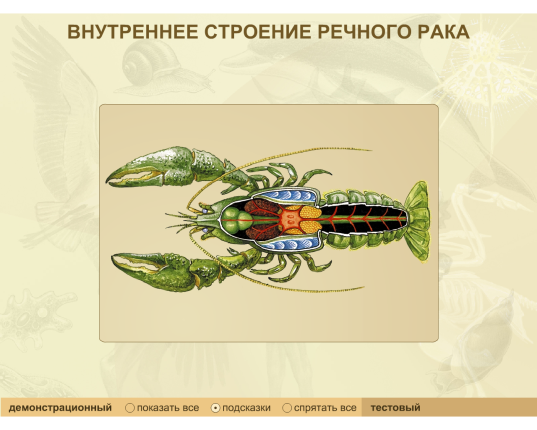 ВНУТРЕННЕЕ СТРОЕНИЕ РЕЧНОГО РАКА
демонстрационный показать все подсказки спрятать все тестовый